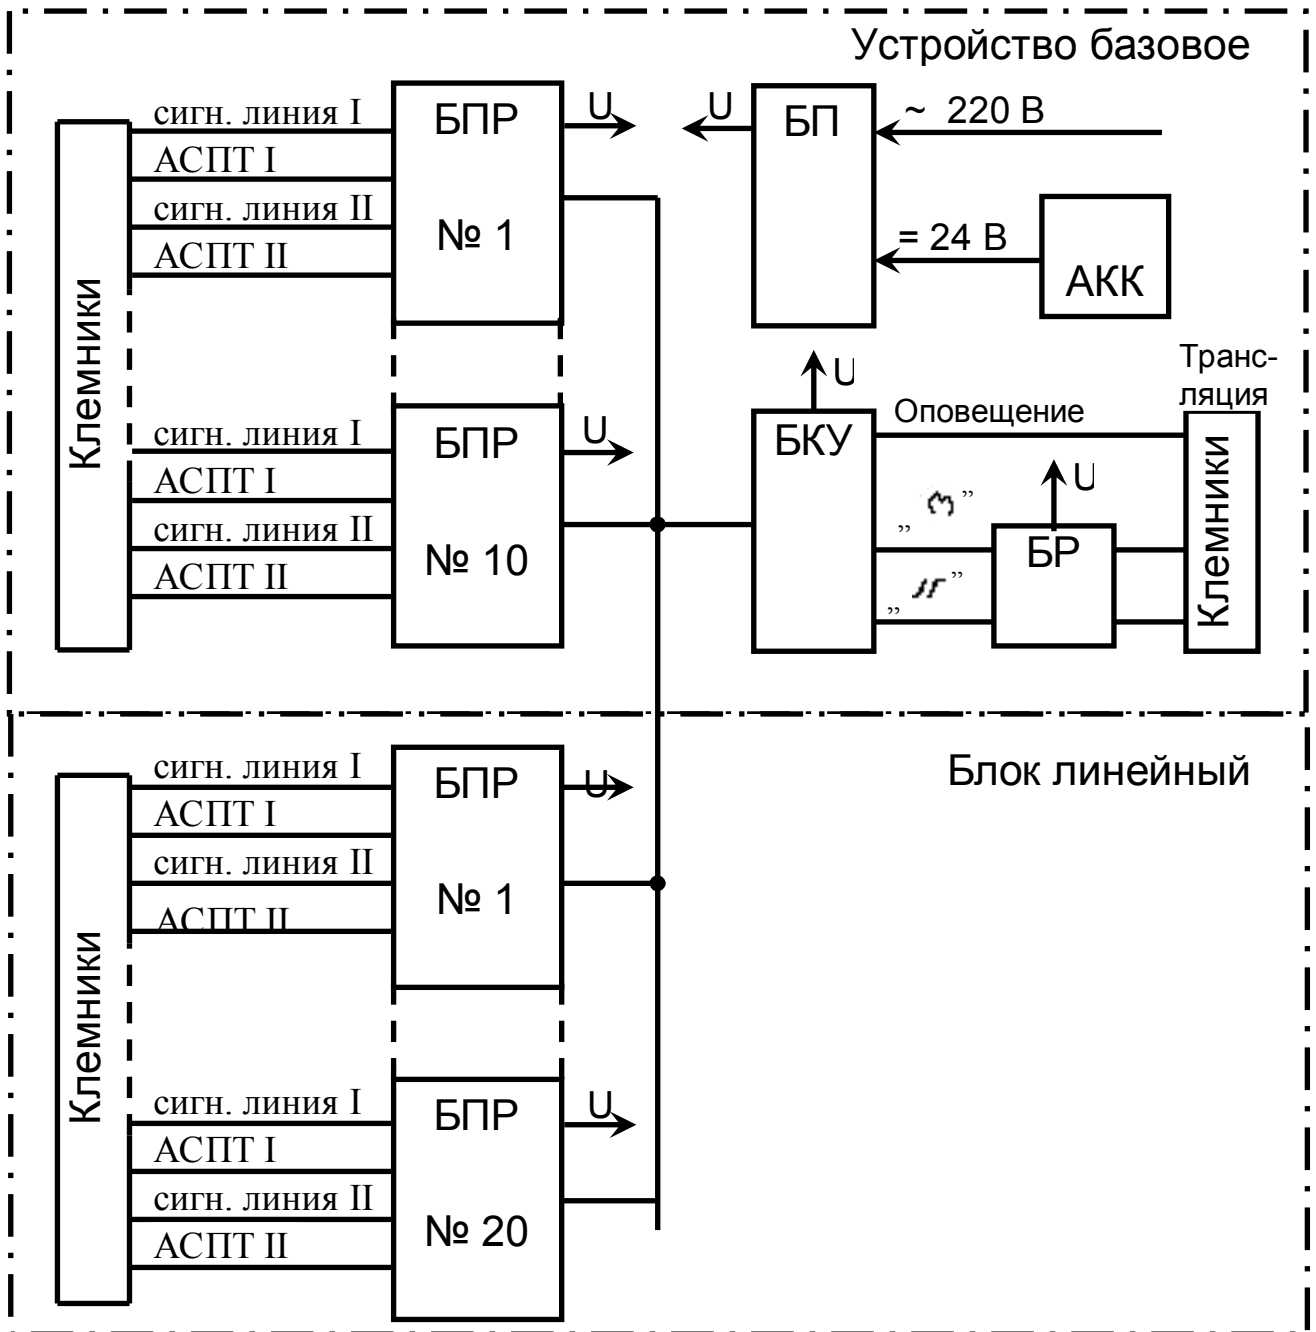 Устройство базовое
Клемники
сигн. линия I
АСПТ I
сигн. линия II
АСПТ II
БПР
№ 1
U
U
БП
~ 220 В
= 24 В
АКК
сигн. линия I
АСПТ I
сигн. линия II
АСПТ II
БПР
№ 10
U
U
БКУ
Оповещение
„ ”
„ ”
U
БР
Транс-
ляция
Клемники
Блок линейный
Клемники
сигн. линия I
АСПТ I
сигн. линия II
АСПТ II
БПР
№ 1
U
сигн. линия I
АСПТ I
сигн. линия II
АСПТ II
БПР
№ 20
U